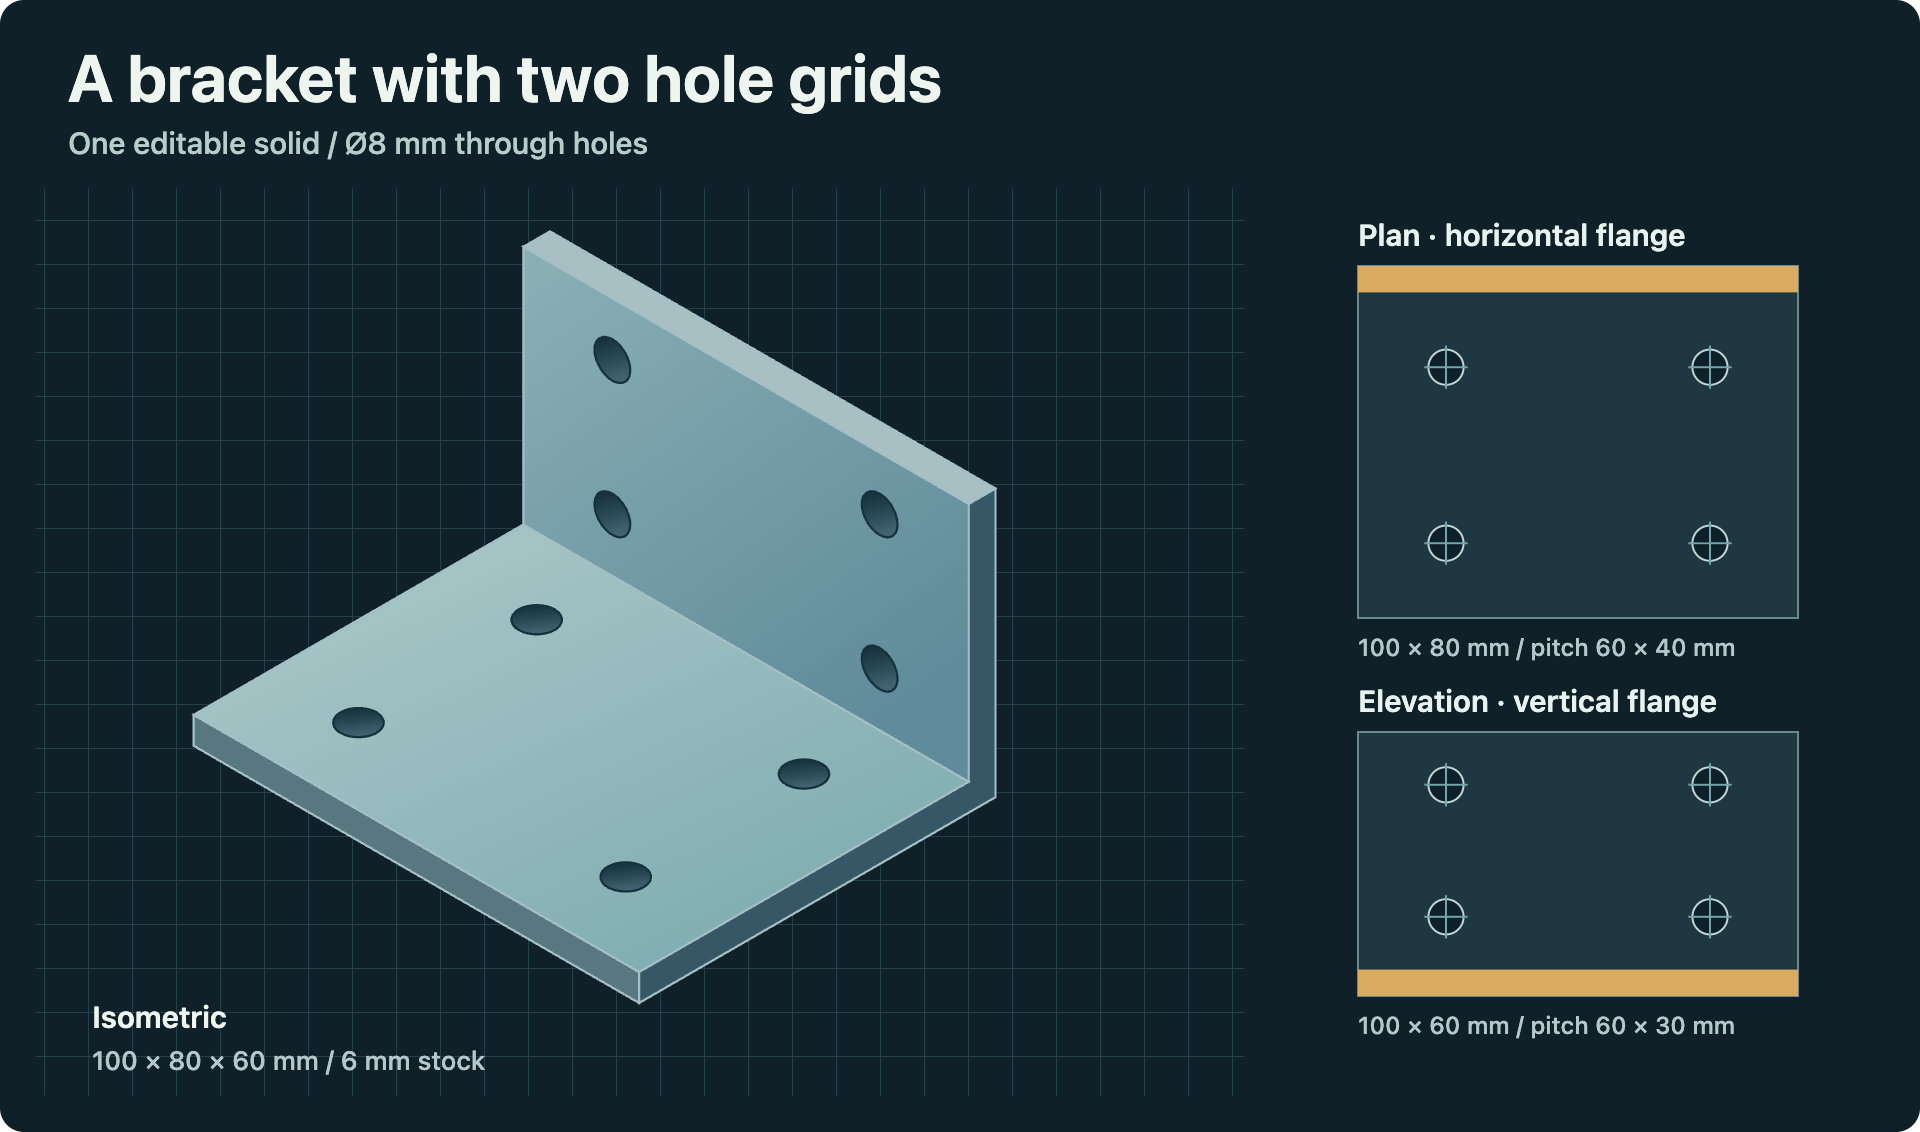 A bracket with two hole grids
One editable solid / Ø8 mm through holes
Plan · horizontal flange
100 × 80 mm / pitch 60 × 40 mm
Elevation · vertical flange
100 × 60 mm / pitch 60 × 30 mm
Isometric
100 × 80 × 60 mm / 6 mm stock